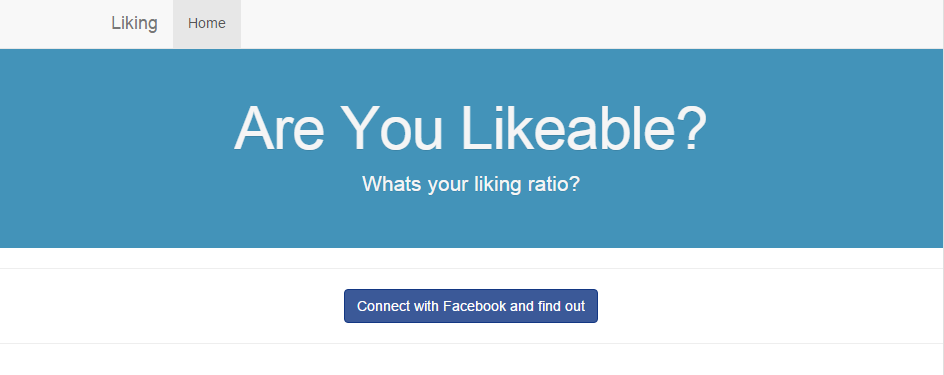 Liking Home
Are You Likeable?
Whats your liking ratio?
Connect with Facebook and find out